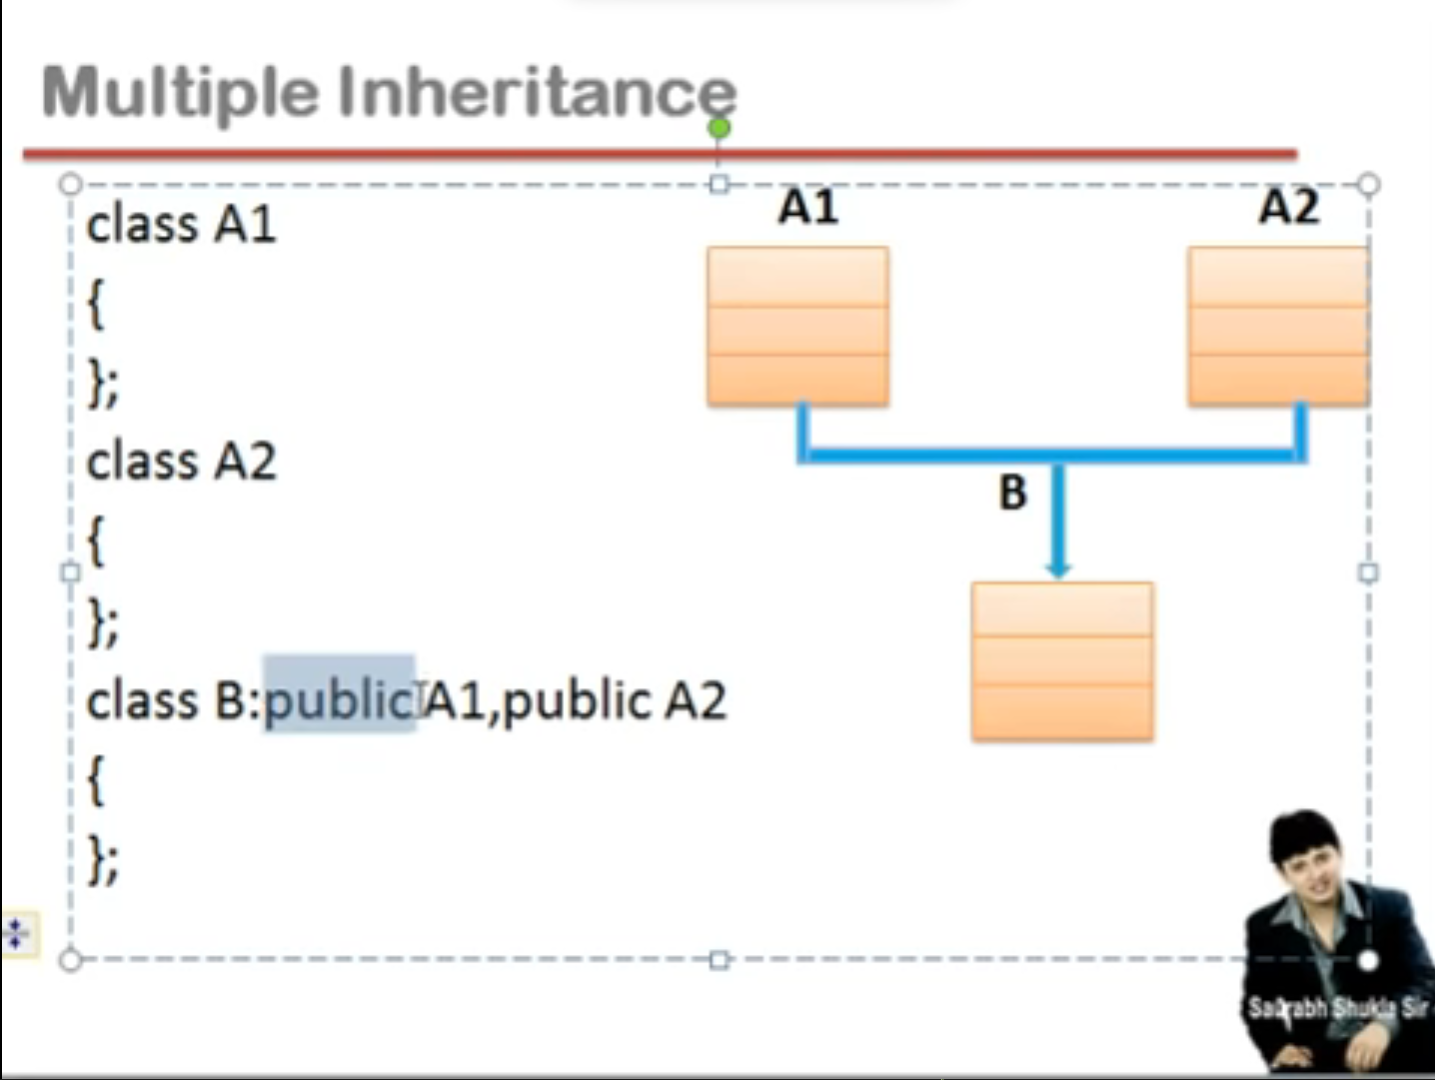 Multiple Inheritance
class A1
{
};
class A2
{
};
class B:public A1,public A2
{
};
A1
A2
B
Saurabh Shukla Sir